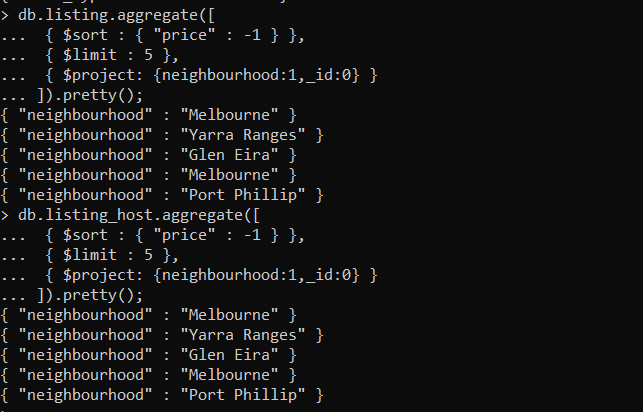 > db.listing.aggregate([
...  { $sort : { "price" : -1 } },
...  { $limit : 5 },
...  { $project: {neighbourhood:1,_id:0} }
... ]).pretty();
{ "neighbourhood" : "Melbourne" }
{ "neighbourhood" : "Yarra Ranges" }
{ "neighbourhood" : "Glen Eira" }
{ "neighbourhood" : "Melbourne" }
{ "neighbourhood" : "Port Phillip" }
> db.listing_host.aggregate([
...  { $sort : { "price" : -1 } },
...  { $limit : 5 },
...  { $project: {neighbourhood:1,_id:0} }
... ]).pretty();
{ "neighbourhood" : "Melbourne" }
{ "neighbourhood" : "Yarra Ranges" }
{ "neighbourhood" : "Glen Eira" }
{ "neighbourhood" : "Melbourne" }
{ "neighbourhood" : "Port Phillip" }